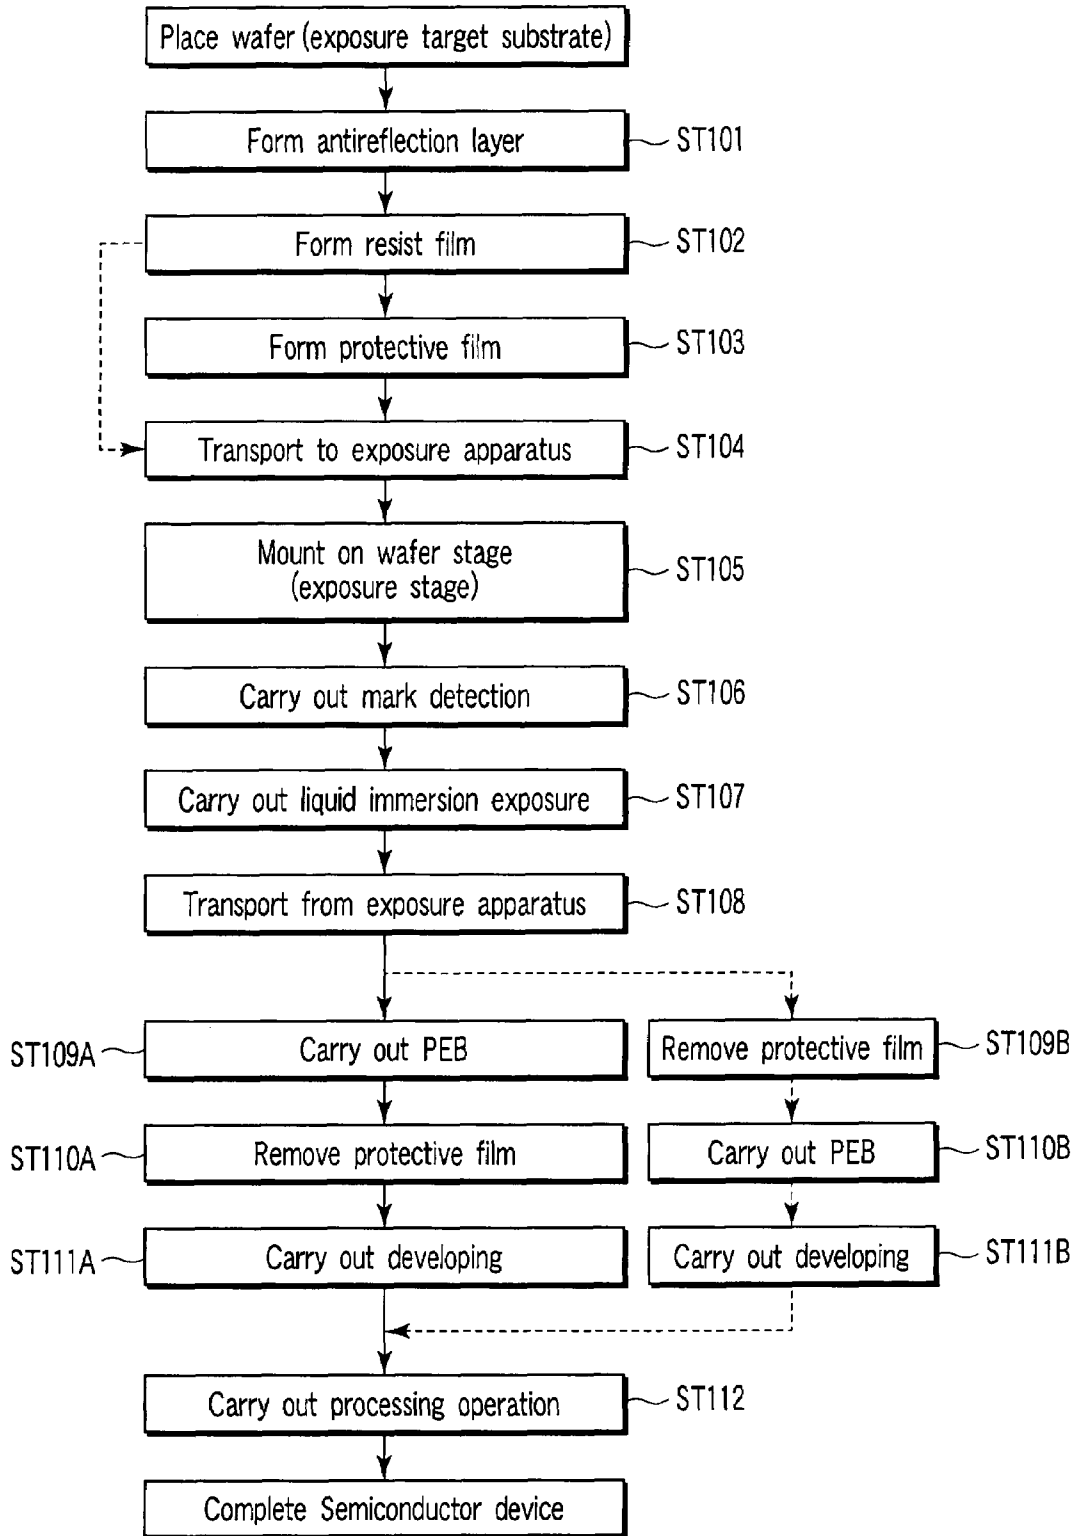 Place wafer (exposure target substrate)
Form antireflection layer
ST101
Form resist film
ST102
Form protective film
ST103
Transport to exposure apparatus
ST104
Mount on wafer stage
(exposure stage)
ST105
Carry out mark detection
ST106
Carry out liquid immersion exposure
ST107
Transport from exposure apparatus
ST108
ST109A
Carry out PEB
Remove protective film
ST109B
ST110A
Remove protective film
Carry out PEB
ST110B
ST111A
Carry out developing
Carry out developing
ST111B
Carry out processing operation
ST112
Complete Semiconductor device